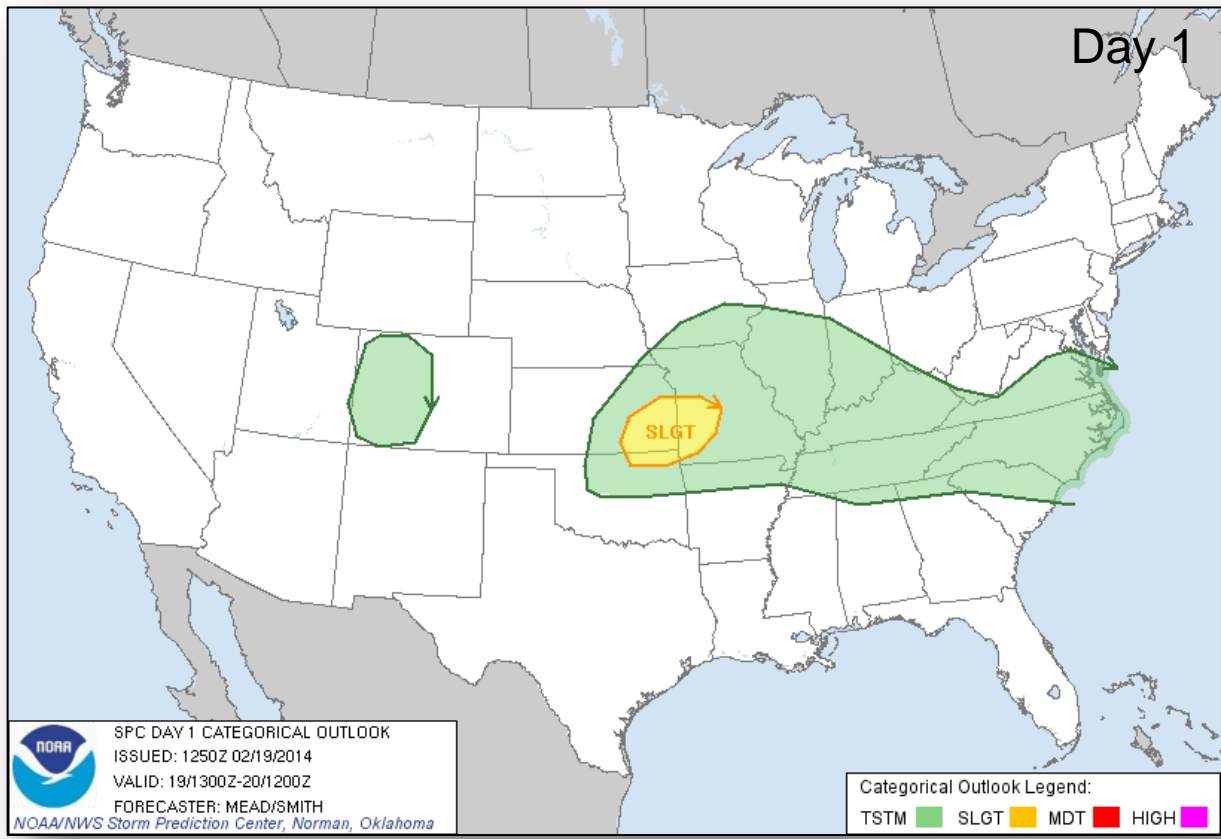 Day 1
SLGT
NOAA
SPC DAY 1 CATEGORICAL OUTLOOK
ISSUED: 1250Z 02/19/2014
VALID: 19/1300Z-20/1200Z
FORECASTER: MEAD/SMITH
NOAA/NWS Storm Prediction Center, Norman, Oklahoma
Categorical Outlook Legend:
TSTM SLGT MDT HIGH